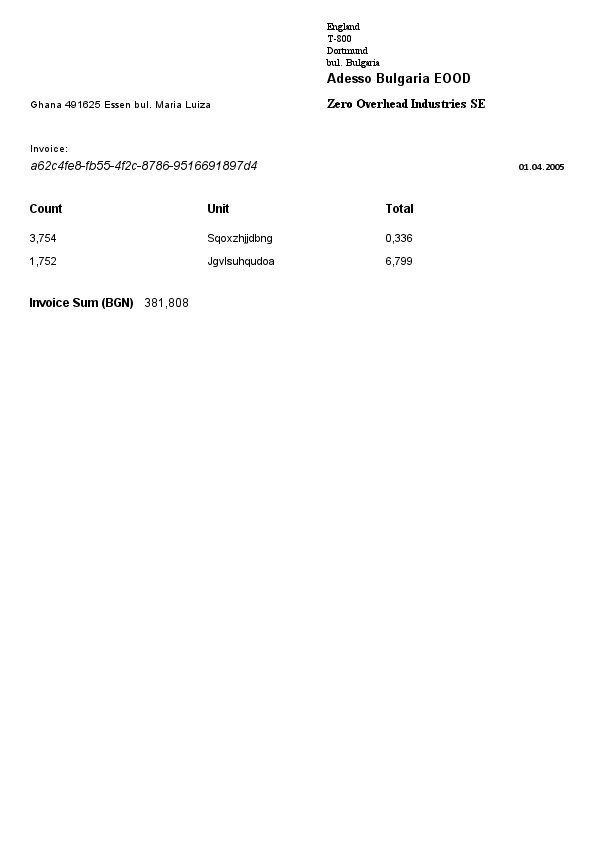 England
T-800
Dortmund
bul. Bulgaria
Adesso Bulgaria EOOD
Ghana 491625 Essen bul. Maria Luiza
Zero Overhead Industries SE
Invoice:
a62c4fe8-fb55-4f2c-8786-9516691897d4
01.04.2005
Count Unit Total
3,754 Sqoxzhjjdbng 0,336
1,752 Jgvlsuhqudoa 6,799
Invoice Sum (BGN) 381,808